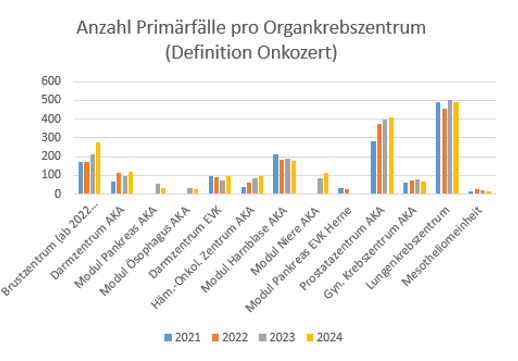 Anzahl Primärfälle pro Organkrebszentrum
(Definition Onkozert)
600
500
400
300
200
100
0
Brustzentrum (ab 2022...
Darmzentrum AKA
Modul Pankreas AKA
Modul Ösophagus AKA
Darmzentrum EVK
Häm.-Onkol. Zentrum AKA
Modul Harnblase AKA
Modul Niere AKA
Modul Pankreas EVK Herne
Prostatazentrum AKA
Gyn. Krebszentrum AKA
Lungenkrebszentrum
Mesotheliomeinheit
2021 2022 2023 2024